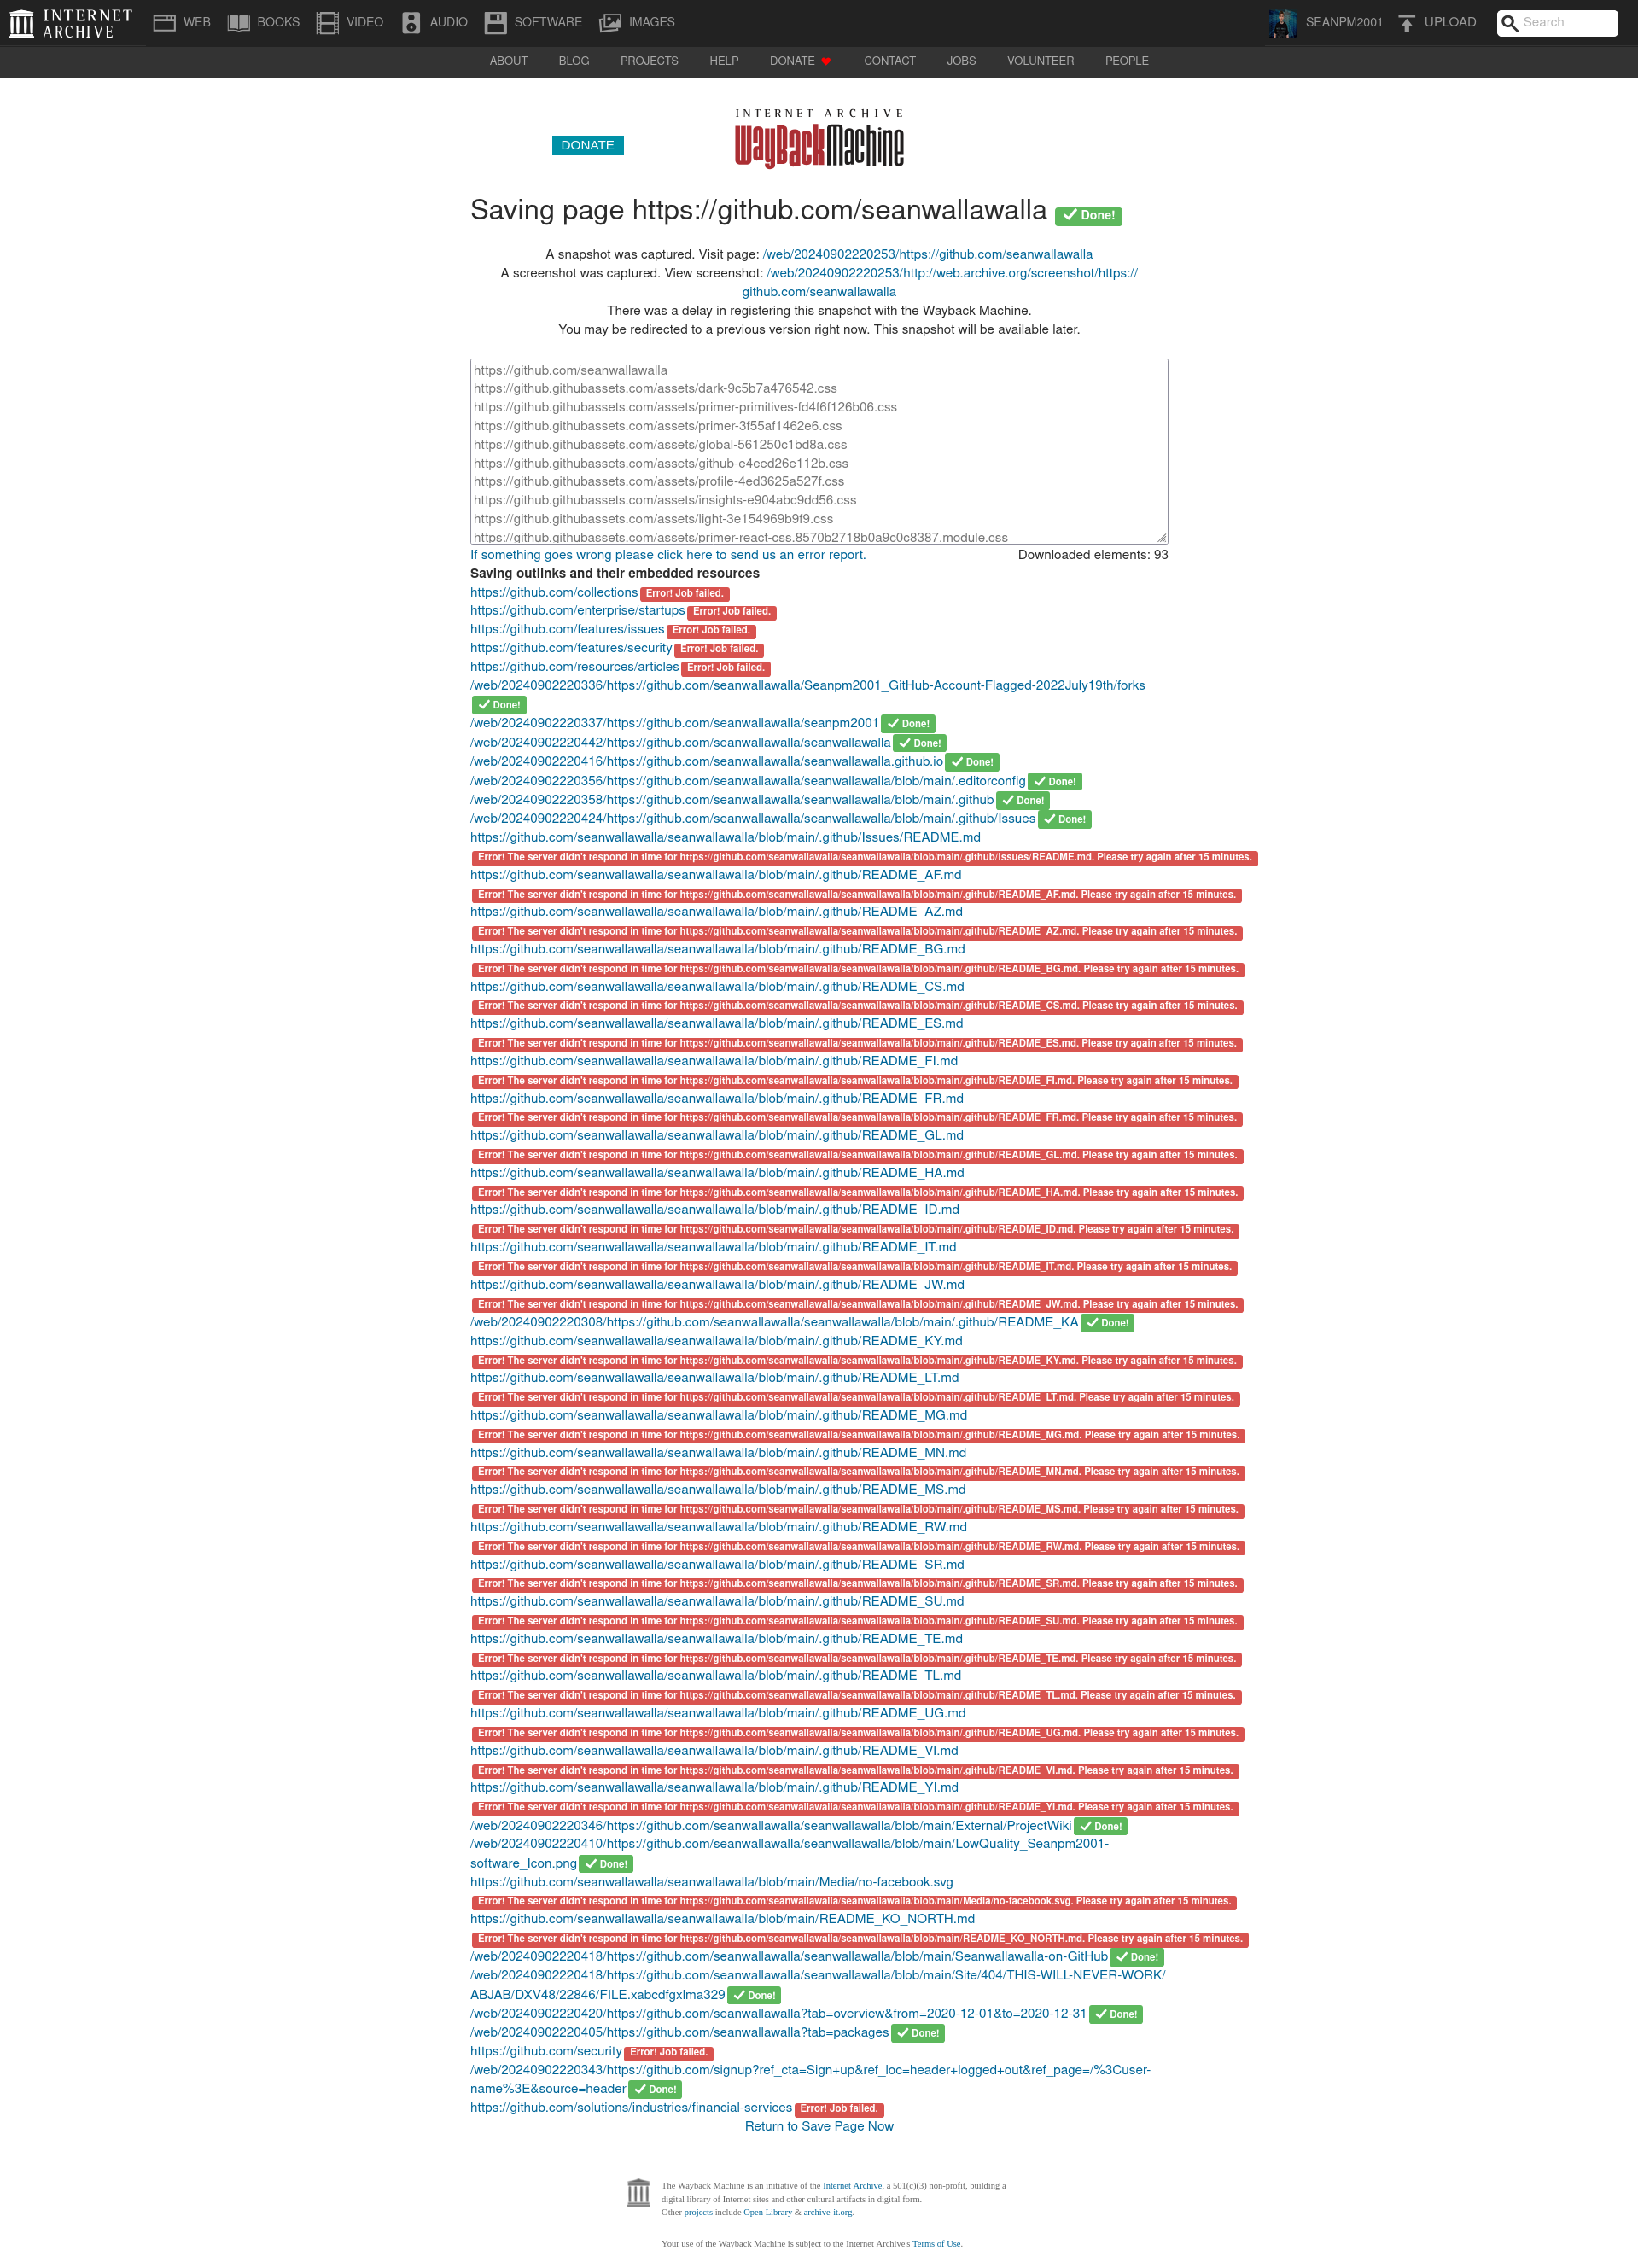 INTERNET ARCHIVE
WEB
BOOKS
VIDEO
AUDIO
SOFTWARE
IMAGES
SEANPM2001
UPLOAD
Search
ABOUT
BLOG
PROJECTS
HELP
DONATE
CONTACT
JOBS
VOLUNTEER
PEOPLE
DONATE
INTERNET ARCHIVE
WayBackMachine
Saving page https://github.com/seanwallawalla Done!
A snapshot was captured. Visit page: /web/20240902220253/https://github.com/seanwallawalla
A screenshot was captured. View screenshot: /web/20240902220253/http://web.archive.org/screenshot/https://
github.com/seanwallawalla
There was a delay in registering this snapshot with the Wayback Machine.
You may be redirected to a previous version right now. This snapshot will be available later.
https://github.com/seanwallawalla
https://github.githubassets.com/assets/dark-9c5b7a476542.css
https://github.githubassets.com/assets/primer-primitives-fd4f6f126b06.css
https://github.githubassets.com/assets/primer-3f55af1462e6.css
https://github.githubassets.com/assets/global-561250c1bd8a.css
https://github.githubassets.com/assets/github-e4eed26e112b.css
https://github.githubassets.com/assets/profile-4ed3625a527f.css
https://github.githubassets.com/assets/insights-e904abc9dd56.css
https://github.githubassets.com/assets/light-3e154969b9f9.css
https://github.githubassets.com/assets/primer-react-css.8570b2718b0a9c0c8387.module.css
If something goes wrong please click here to send us an error report. Downloaded elements: 93
Saving outlinks and their embedded resources
https://github.com/collections Error! Job failed.
https://github.com/enterprise/startups Error! Job failed.
https://github.com/features/issues Error! Job failed.
https://github.com/features/security Error! Job failed.
https://github.com/resources/articles Error! Job failed.
/web/20240902220336/https://github.com/seanwallawalla/Seanpm2001_GitHub-Account-Flagged-2022July19th/forks
Done!
/web/20240902220337/https://github.com/seanwallawalla/seanpm2001 Done!
/web/20240902220442/https://github.com/seanwallawalla/seanwallawalla Done!
/web/20240902220416/https://github.com/seanwallawalla/seanwallawalla.github.io Done!
/web/20240902220356/https://github.com/seanwallawalla/seanwallawalla/blob/main/.editorconfig Done!
/web/20240902220358/https://github.com/seanwallawalla/seanwallawalla/blob/main/.github Done!
/web/20240902220424/https://github.com/seanwallawalla/seanwallawalla/blob/main/.github/Issues Done!
https://github.com/seanwallawalla/seanwallawalla/blob/main/.github/Issues/README.md
Error! The server didn't respond in time for https://github.com/seanwallawalla/seanwallawalla/blob/main/.github/Issues/README.md. Please try again after 15 minutes.
https://github.com/seanwallawalla/seanwallawalla/blob/main/.github/README_AF.md
Error! The server didn't respond in time for https://github.com/seanwallawalla/seanwallawalla/blob/main/.github/README_AF.md. Please try again after 15 minutes.
https://github.com/seanwallawalla/seanwallawalla/blob/main/.github/README_AZ.md
Error! The server didn't respond in time for https://github.com/seanwallawalla/seanwallawalla/blob/main/.github/README_AZ.md. Please try again after 15 minutes.
https://github.com/seanwallawalla/seanwallawalla/blob/main/.github/README_BG.md
Error! The server didn't respond in time for https://github.com/seanwallawalla/seanwallawalla/blob/main/.github/README_BG.md. Please try again after 15 minutes.
https://github.com/seanwallawalla/seanwallawalla/blob/main/.github/README_CS.md
Error! The server didn't respond in time for https://github.com/seanwallawalla/seanwallawalla/blob/main/.github/README_CS.md. Please try again after 15 minutes.
https://github.com/seanwallawalla/seanwallawalla/blob/main/.github/README_ES.md
Error! The server didn't respond in time for https://github.com/seanwallawalla/seanwallawalla/blob/main/.github/README_ES.md. Please try again after 15 minutes.
https://github.com/seanwallawalla/seanwallawalla/blob/main/.github/README_FI.md
Error! The server didn't respond in time for https://github.com/seanwallawalla/seanwallawalla/blob/main/.github/README_FI.md. Please try again after 15 minutes.
https://github.com/seanwallawalla/seanwallawalla/blob/main/.github/README_FR.md
Error! The server didn't respond in time for https://github.com/seanwallawalla/seanwallawalla/blob/main/.github/README_FR.md. Please try again after 15 minutes.
https://github.com/seanwallawalla/seanwallawalla/blob/main/.github/README_GL.md
Error! The server didn't respond in time for https://github.com/seanwallawalla/seanwallawalla/blob/main/.github/README_GL.md. Please try again after 15 minutes.
https://github.com/seanwallawalla/seanwallawalla/blob/main/.github/README_HA.md
Error! The server didn't respond in time for https://github.com/seanwallawalla/seanwallawalla/blob/main/.github/README_HA.md. Please try again after 15 minutes.
https://github.com/seanwallawalla/seanwallawalla/blob/main/.github/README_ID.md
Error! The server didn't respond in time for https://github.com/seanwallawalla/seanwallawalla/blob/main/.github/README_ID.md. Please try again after 15 minutes.
https://github.com/seanwallawalla/seanwallawalla/blob/main/.github/README_IT.md
Error! The server didn't respond in time for https://github.com/seanwallawalla/seanwallawalla/blob/main/.github/README_IT.md. Please try again after 15 minutes.
https://github.com/seanwallawalla/seanwallawalla/blob/main/.github/README_JW.md
Error! The server didn't respond in time for https://github.com/seanwallawalla/seanwallawalla/blob/main/.github/README_JW.md. Please try again after 15 minutes.
/web/20240902220308/https://github.com/seanwallawalla/seanwallawalla/blob/main/.github/README_KA Done!
https://github.com/seanwallawalla/seanwallawalla/blob/main/.github/README_KY.md
Error! The server didn't respond in time for https://github.com/seanwallawalla/seanwallawalla/blob/main/.github/README_KY.md. Please try again after 15 minutes.
https://github.com/seanwallawalla/seanwallawalla/blob/main/.github/README_LT.md
Error! The server didn't respond in time for https://github.com/seanwallawalla/seanwallawalla/blob/main/.github/README_LT.md. Please try again after 15 minutes.
https://github.com/seanwallawalla/seanwallawalla/blob/main/.github/README_MG.md
Error! The server didn't respond in time for https://github.com/seanwallawalla/seanwallawalla/blob/main/.github/README_MG.md. Please try again after 15 minutes.
https://github.com/seanwallawalla/seanwallawalla/blob/main/.github/README_MN.md
Error! The server didn't respond in time for https://github.com/seanwallawalla/seanwallawalla/blob/main/.github/README_MN.md. Please try again after 15 minutes.
https://github.com/seanwallawalla/seanwallawalla/blob/main/.github/README_MS.md
Error! The server didn't respond in time for https://github.com/seanwallawalla/seanwallawalla/blob/main/.github/README_MS.md. Please try again after 15 minutes.
https://github.com/seanwallawalla/seanwallawalla/blob/main/.github/README_RW.md
Error! The server didn't respond in time for https://github.com/seanwallawalla/seanwallawalla/blob/main/.github/README_RW.md. Please try again after 15 minutes.
https://github.com/seanwallawalla/seanwallawalla/blob/main/.github/README_SR.md
Error! The server didn't respond in time for https://github.com/seanwallawalla/seanwallawalla/blob/main/.github/README_SR.md. Please try again after 15 minutes.
https://github.com/seanwallawalla/seanwallawalla/blob/main/.github/README_SU.md
Error! The server didn't respond in time for https://github.com/seanwallawalla/seanwallawalla/blob/main/.github/README_SU.md. Please try again after 15 minutes.
https://github.com/seanwallawalla/seanwallawalla/blob/main/.github/README_TE.md
Error! The server didn't respond in time for https://github.com/seanwallawalla/seanwallawalla/blob/main/.github/README_TE.md. Please try again after 15 minutes.
https://github.com/seanwallawalla/seanwallawalla/blob/main/.github/README_TL.md
Error! The server didn't respond in time for https://github.com/seanwallawalla/seanwallawalla/blob/main/.github/README_TL.md. Please try again after 15 minutes.
https://github.com/seanwallawalla/seanwallawalla/blob/main/.github/README_UG.md
Error! The server didn't respond in time for https://github.com/seanwallawalla/seanwallawalla/blob/main/.github/README_UG.md. Please try again after 15 minutes.
https://github.com/seanwallawalla/seanwallawalla/blob/main/.github/README_VI.md
Error! The server didn't respond in time for https://github.com/seanwallawalla/seanwallawalla/blob/main/.github/README_VI.md. Please try again after 15 minutes.
https://github.com/seanwallawalla/seanwallawalla/blob/main/.github/README_YI.md
Error! The server didn't respond in time for https://github.com/seanwallawalla/seanwallawalla/blob/main/.github/README_YI.md. Please try again after 15 minutes.
/web/20240902220346/https://github.com/seanwallawalla/seanwallawalla/blob/main/External/ProjectWiki Done!
/web/20240902220410/https://github.com/seanwallawalla/seanwallawalla/blob/main/LowQuality_Seanpm2001-
software_Icon.png Done!
https://github.com/seanwallawalla/seanwallawalla/blob/main/Media/no-facebook.svg
Error! The server didn't respond in time for https://github.com/seanwallawalla/seanwallawalla/blob/main/Media/no-facebook.svg. Please try again after 15 minutes.
https://github.com/seanwallawalla/seanwallawalla/blob/main/README_KO_NORTH.md
Error! The server didn't respond in time for https://github.com/seanwallawalla/seanwallawalla/blob/main/README_KO_NORTH.md. Please try again after 15 minutes.
/web/20240902220418/https://github.com/seanwallawalla/seanwallawalla/blob/main/Seanwallawalla-on-GitHub Done!
/web/20240902220418/https://github.com/seanwallawalla/seanwallawalla/blob/main/Site/404/THIS-WILL-NEVER-WORK/
ABJAB/DXV48/22846/FILE.xabcdfgxlma329 Done!
/web/20240902220420/https://github.com/seanwallawalla?tab=overview&from=2020-12-01&to=2020-12-31 Done!
/web/20240902220405/https://github.com/seanwallawalla?tab=packages Done!
https://github.com/security Error! Job failed.
/web/20240902220343/https://github.com/signup?ref_cta=Sign+up&ref_loc=header+logged+out&ref_page=/%3Cuser-
name%3E&source=header Done!
https://github.com/solutions/industries/financial-services Error! Job failed.
Return to Save Page Now
The Wayback Machine is an initiative of the Internet Archive, a 501(c)(3) non-profit, building a
digital library of Internet sites and other cultural artifacts in digital form.
Other projects include Open Library & archive-it.org.
Your use of the Wayback Machine is subject to the Internet Archive's Terms of Use.